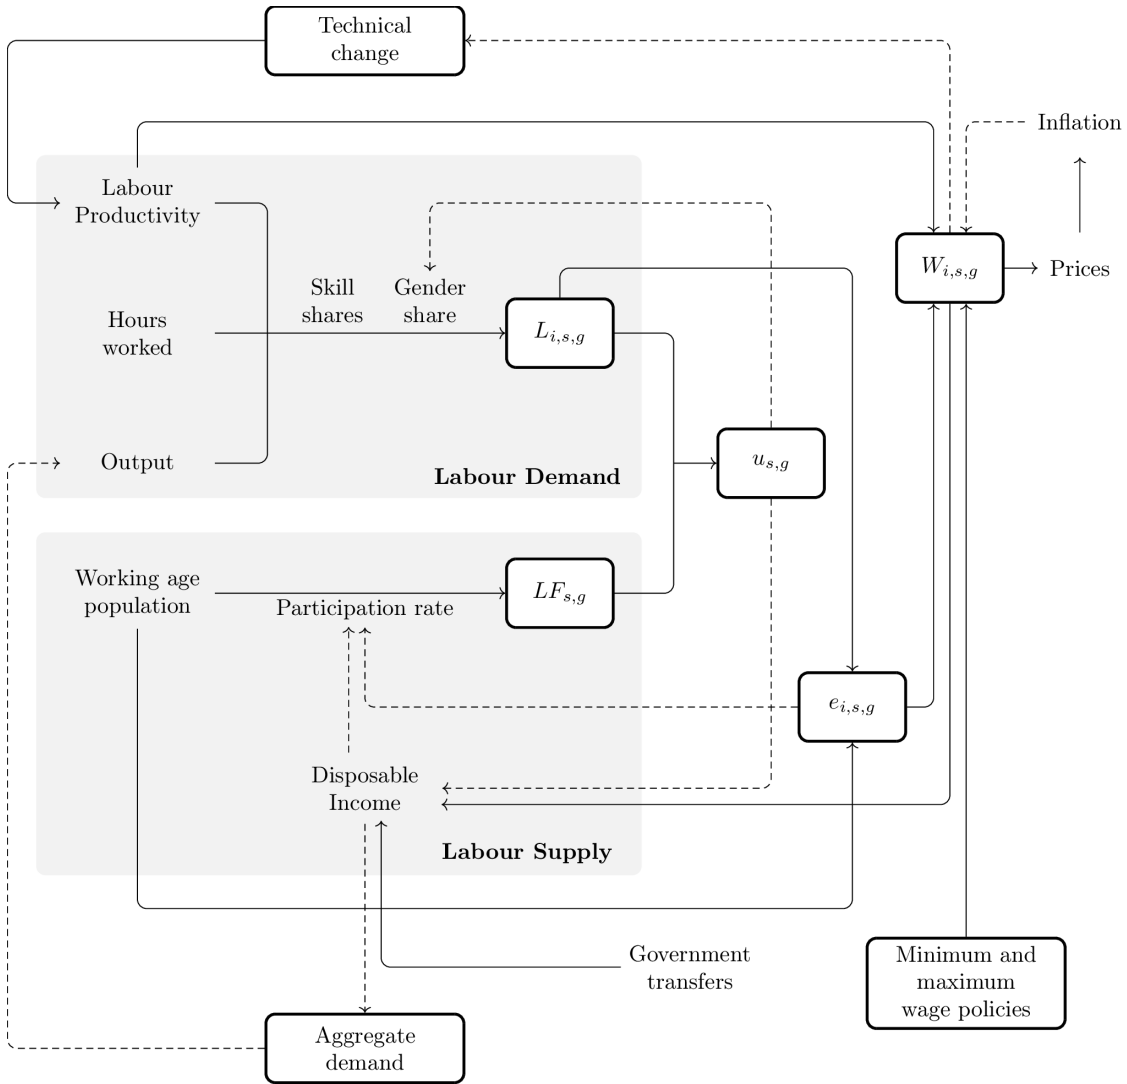 Technical
change
Inflation
Labour
Productivity
W_{i,s,g}
Prices
Skill
shares
Gender
share
Hours
worked
L_{i,s,g}
Output
u_{s,g}
Labour Demand
Working age
population
LF_{s,g}
Participation rate
e_{i,s,g}
Disposable
Income
Labour Supply
Government
transfers
Minimum and
maximum
wage policies
Aggregate
demand